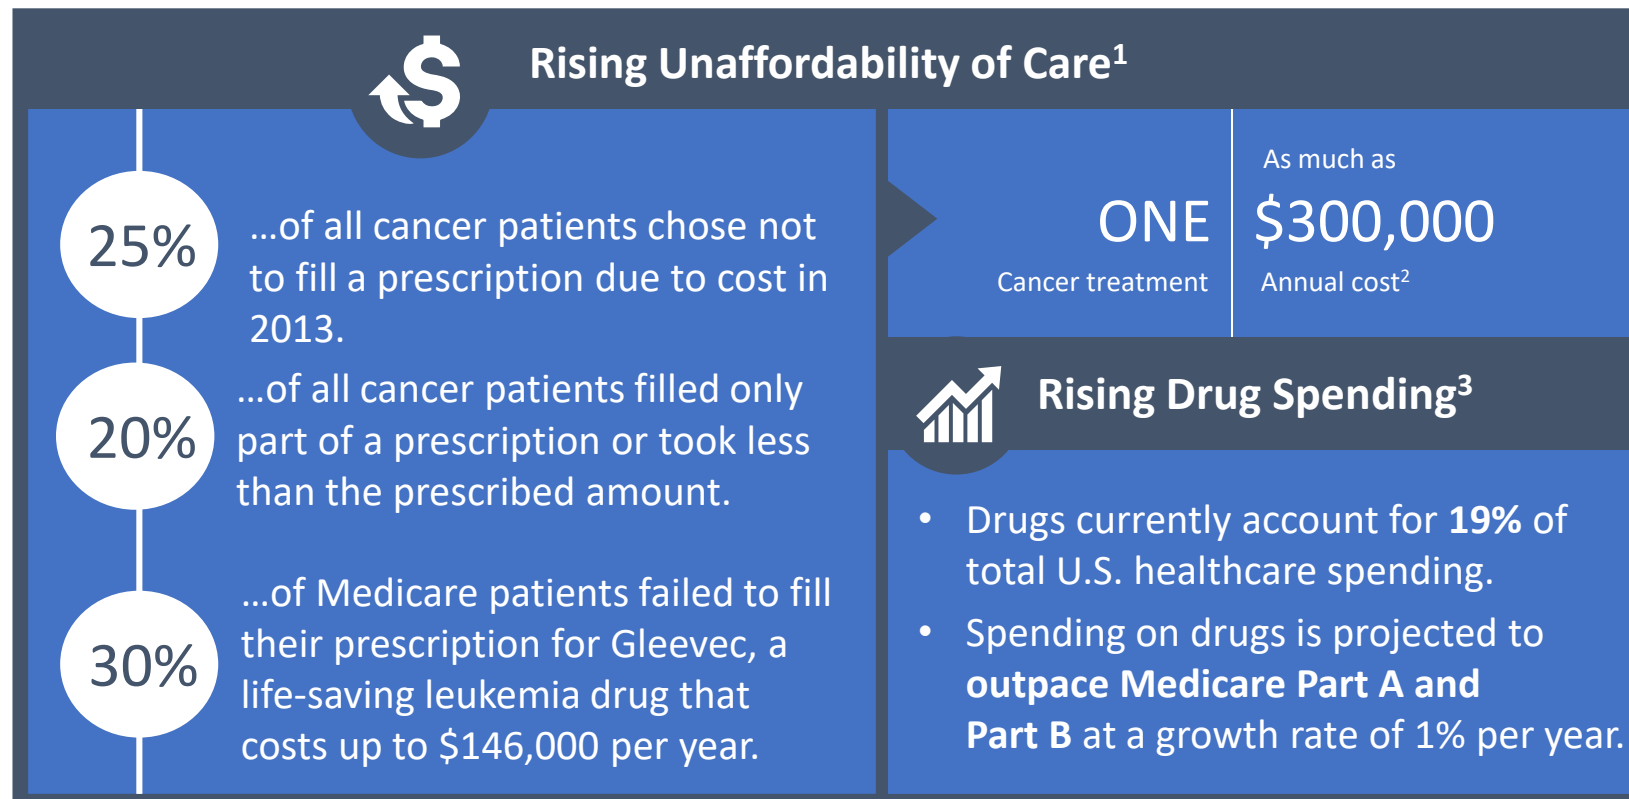 Rising Unaffordability of Care¹
25%
...of all cancer patients chose not
to fill a prescription due to cost in
2013.
20%
...of all cancer patients filled only
part of a prescription or took less
than the prescribed amount.
30%
...of Medicare patients failed to fill
their prescription for Gleevec, a
life-saving leukemia drug that
costs up to $146,000 per year.
ONE
Cancer treatment
As much as
$300,000
Annual cost²
Rising Drug Spending³
• Drugs currently account for 19% of
total U.S. healthcare spending.
• Spending on drugs is projected to
outpace Medicare Part A and
Part B at a growth rate of 1% per year.